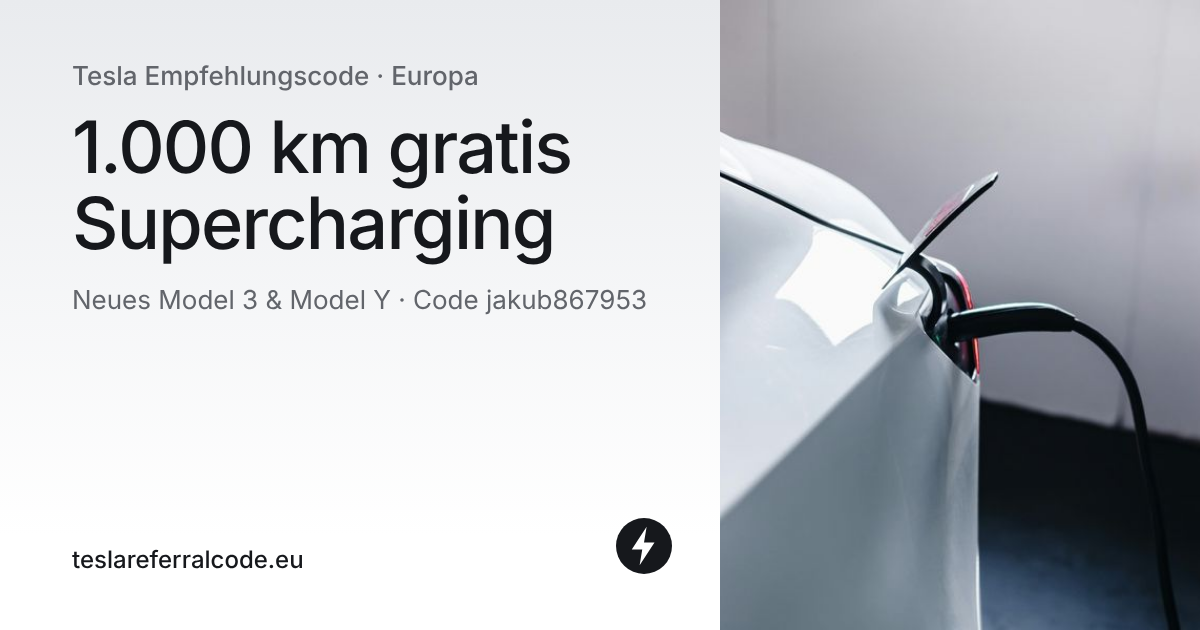 Tesla Empfehlungscode · Europa
1.000 km gratis
Supercharging
Neues Model 3 & Model Y · Code jakub867953
teslareferralcode.eu